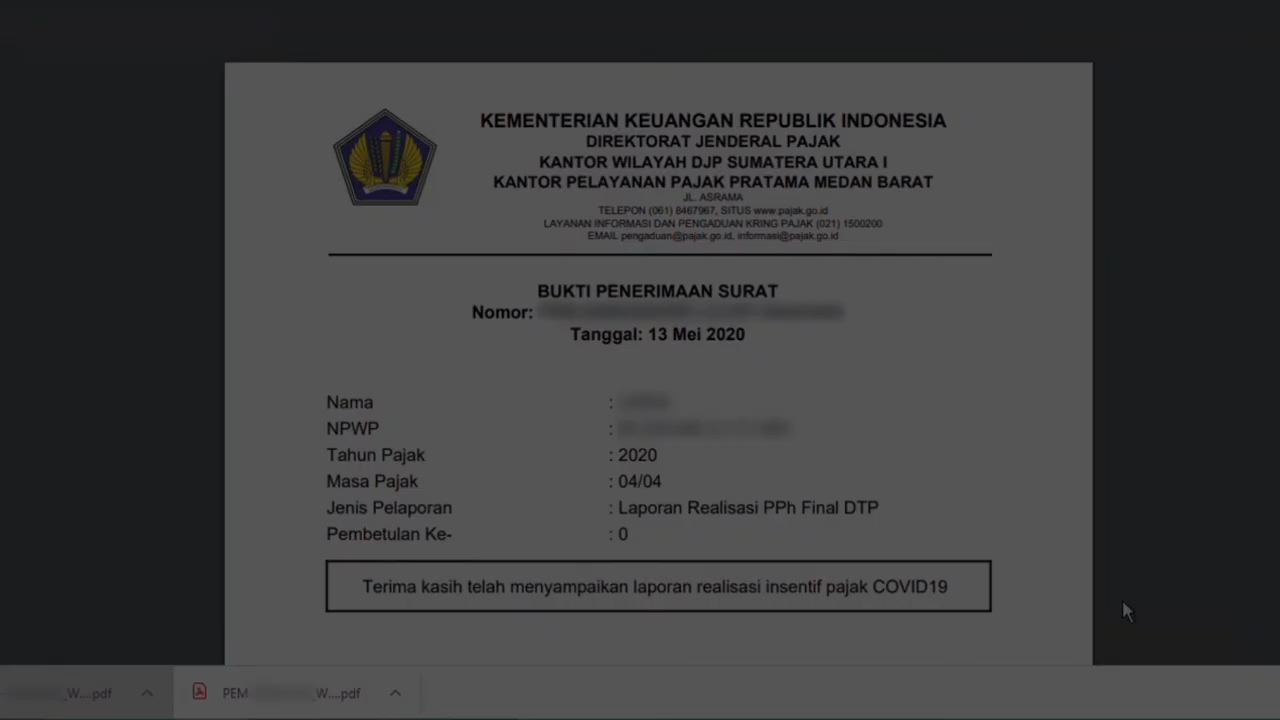 KEMENTERIAN KEUANGAN REPUBLIK INDONESIA
DIREKTORAT JENDERAL PAJAK
KANTOR WILAYAH DJP SUMATERA UTARA I
KANTOR PELAYANAN PAJAK PRATAMA MEDAN BARAT
JL. ASRAMA
TELEPON (061) 8467967, SITUS www.pajak.go.id
LAYANAN INFORMASI DAN PENGADUAN KRING PAJAK (021) 1500200
EMAIL pengaduan@pajak.go.id, informasi@pajak.go.id
BUKTI PENERIMAAN SURAT
Nomor:
Tanggal: 13 Mei 2020
Nama :
NPWP :
Tahun Pajak : 2020
Masa Pajak : 04/04
Jenis Pelaporan : Laporan Realisasi PPh Final DTP
Pembetulan Ke- : 0
Terima kasih telah menyampaikan laporan realisasi insentif pajak COVID19
_W....pdf
PEM _W....pdf